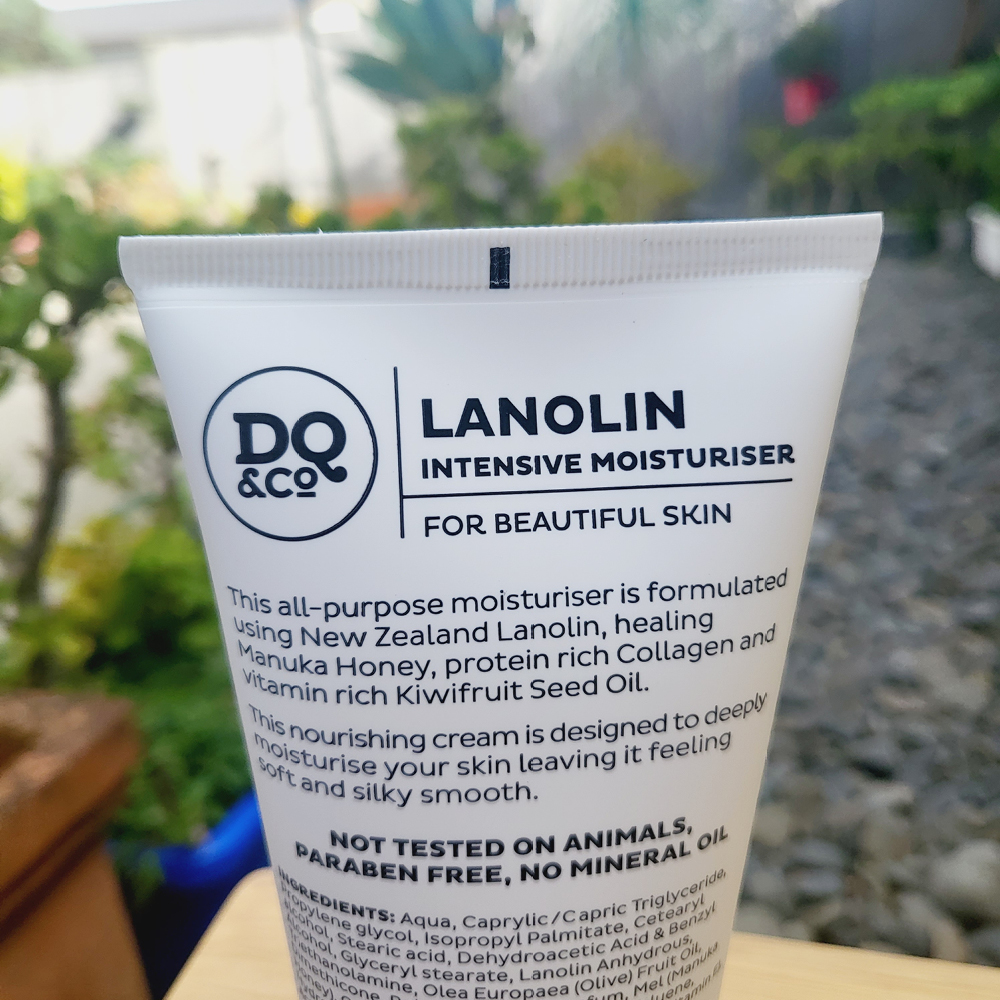 DQ
&Co
LANOLIN
INTENSIVE MOISTURISER
FOR BEAUTIFUL SKIN
This all-purpose moisturiser is formulated
using New Zealand Lanolin, healing
Manuka Honey, protein rich Collagen and
vitamin rich Kiwifruit Seed Oil.
This nourishing cream is designed to deeply
moisturise your skin leaving it feeling
soft and silky smooth.
NOT TESTED ON ANIMALS,
PARABEN FREE, NO MINERAL OIL
INGREDIENTS: Aqua, Caprylic/Capric Triglyceride,
Propylene glycol, Isopropyl Palmitate, Cetearyl
Alcohol, Stearic acid, Dehydroacetic Acid & Benzyl
Alcohol, Glyceryl stearate, Lanolin Anhydrous,
Olea Europaea (Olive) Fruit Oil,
Mel (Manuka